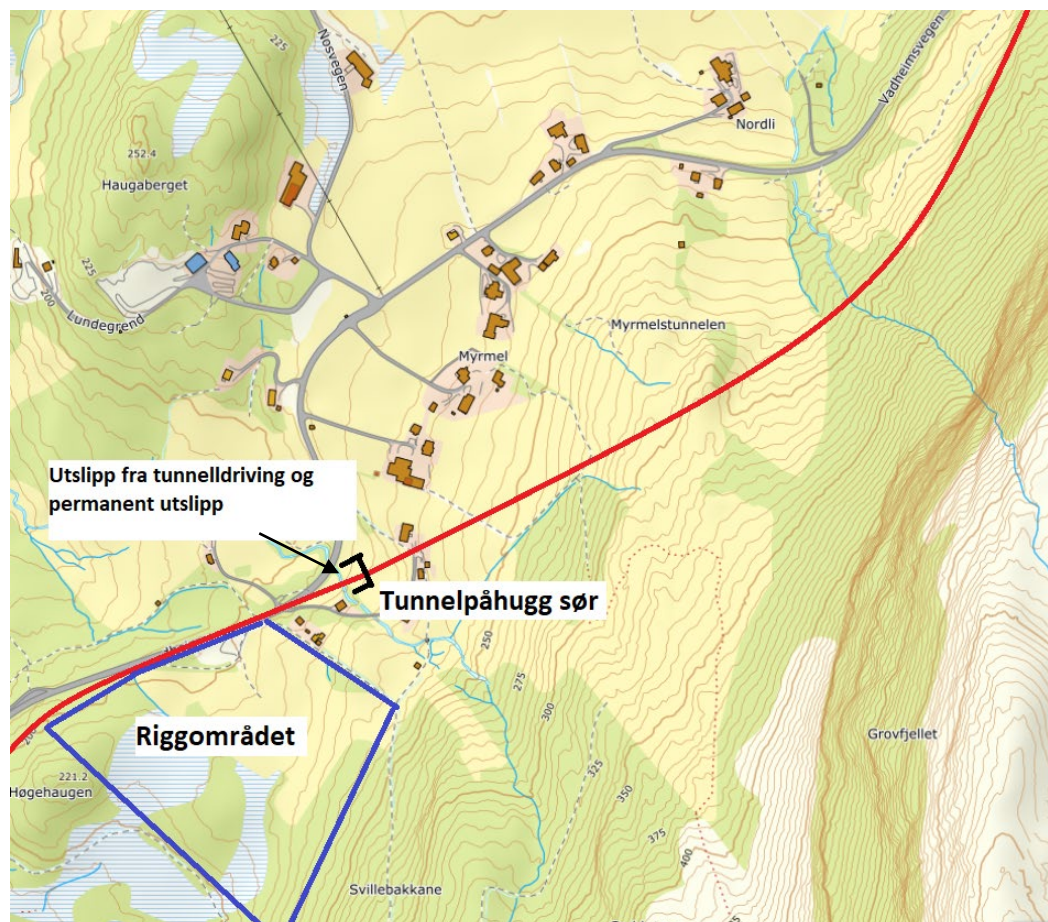 225
Nosvegen
Vadheimsvegen
Nordli
252.4
Haugaberget
225
200
Lundegrend
Myrmelstunnelen
Myrmel
Utslipp fra tunnelldriving og
permanent utslipp
Tunnelpåhugg sør
250
275
300
Riggområdet
200
Grovfjellet
221.2
Høgehaugen
325
350
375
400
Svillebakkane